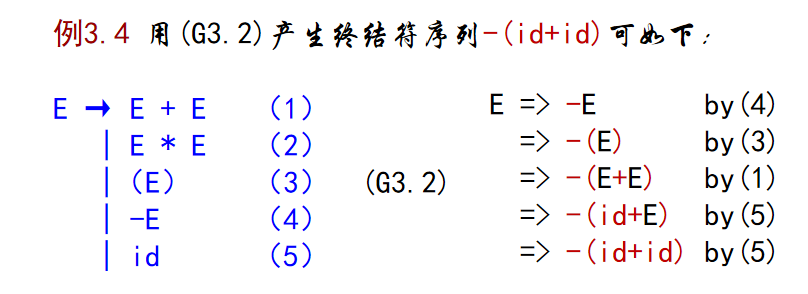 例3.4 用(G3.2)产生终结符序列-(id+id)可如下：
E → E + E (1)
| E * E (2)
| (E) (3) (G3.2)
| -E (4)
| id (5)
E => -E by(4)
=> -(E) by(3)
=> -(E+E) by(1)
=> -(id+E) by(5)
=> -(id+id) by(5)